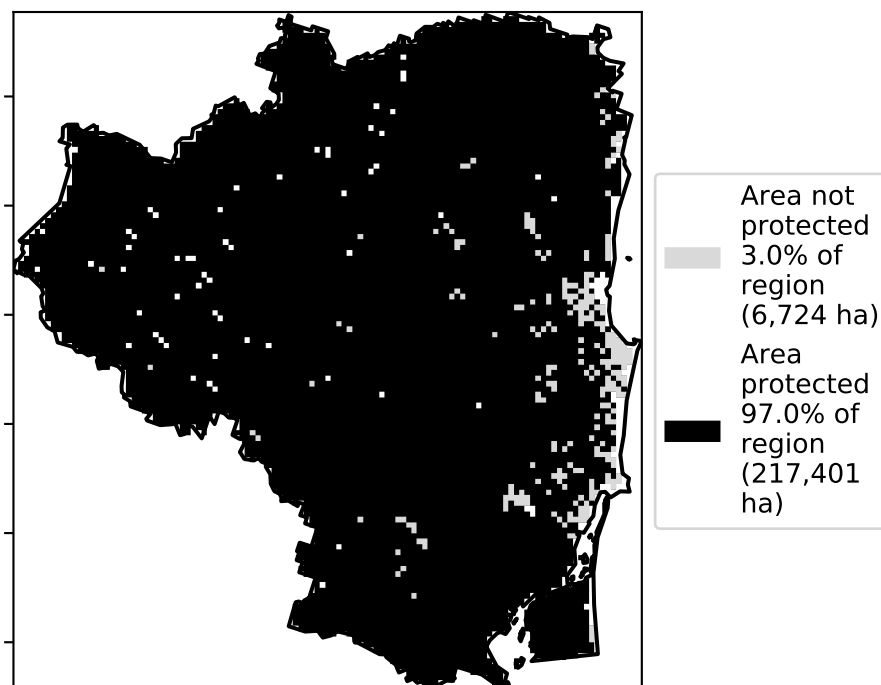 Area not
protected
3.0% of
region
(6,724 ha)
Area
protected
97.0% of
region
(217,401
ha)